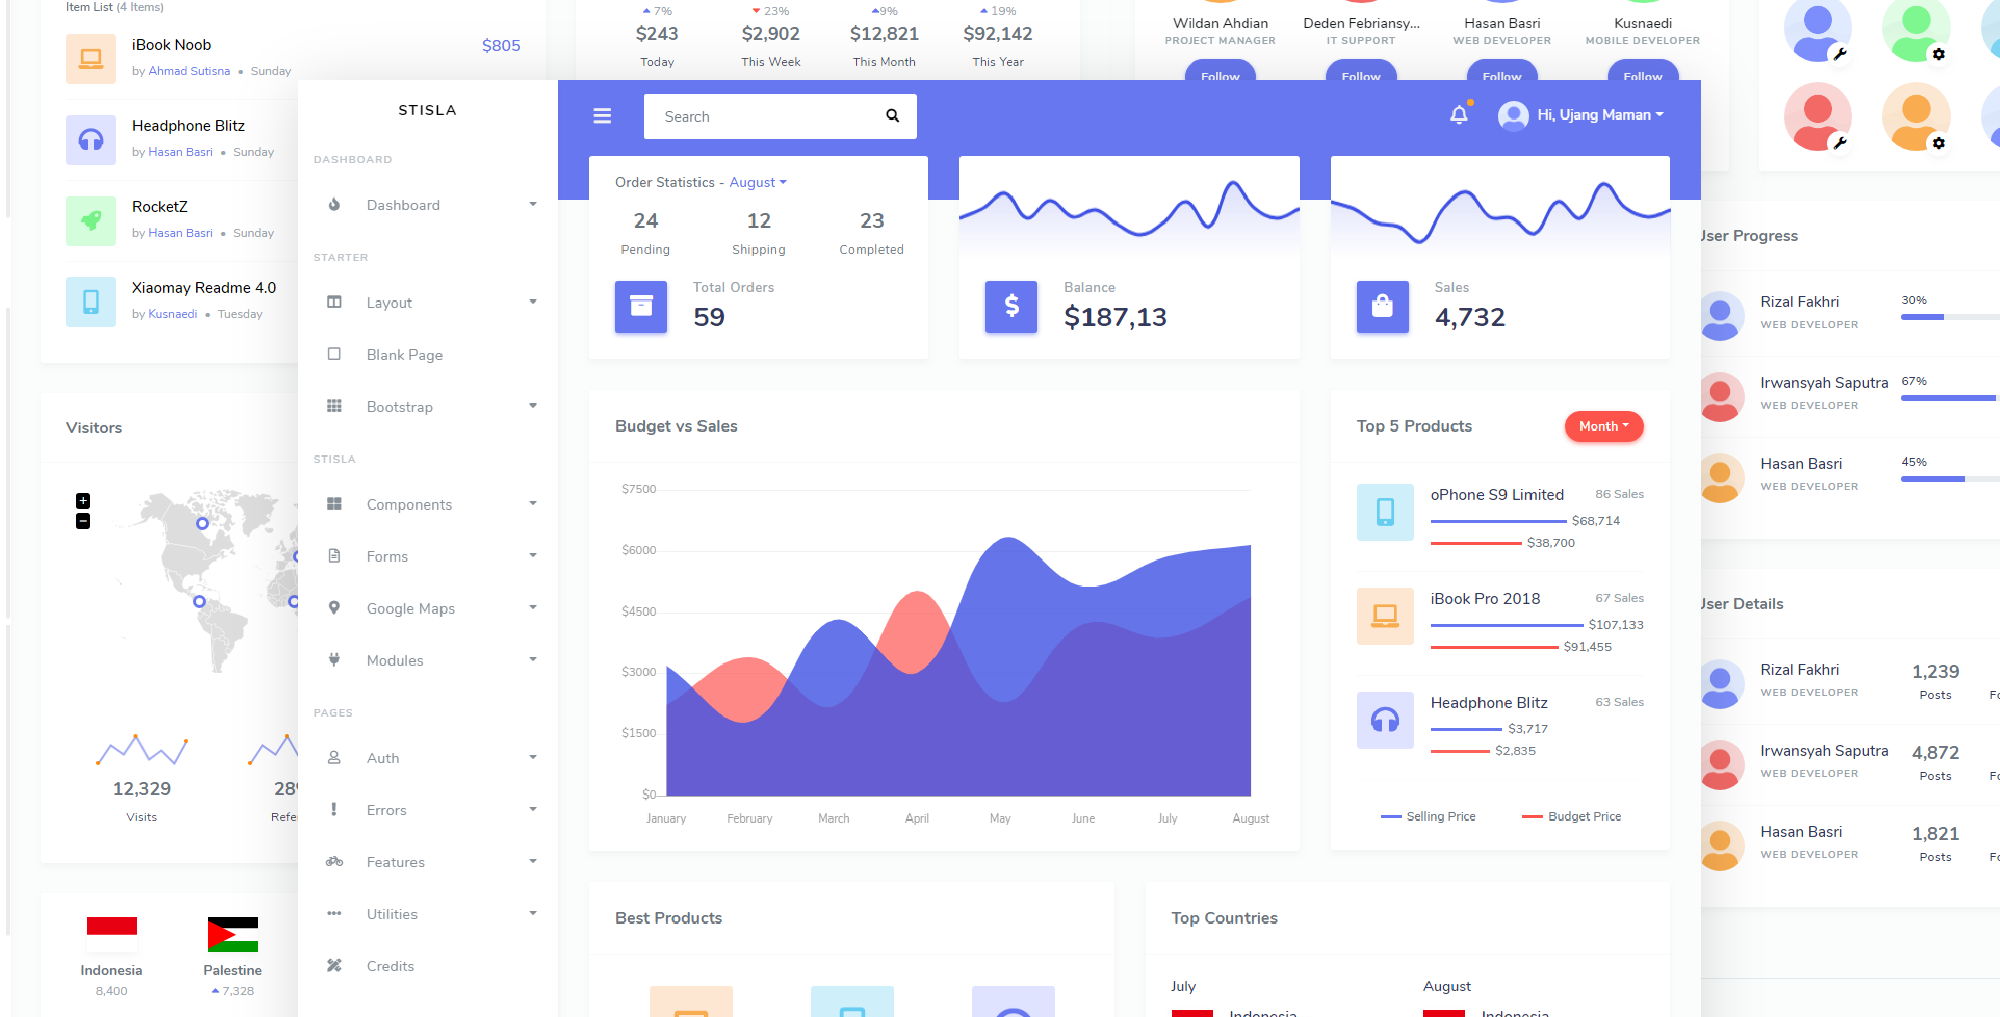 Item List (4 Items)
iBook Noob
$805
by Ahmad Sutisna • Sunday
Headphone Blitz
by Hasan Basri • Sunday
RocketZ
by Hasan Basri • Sunday
Xiaomay Readme 4.0
by Kusnaedi • Tuesday
Visitors
+
−
12,329
Visits
Indonesia
8,400
Palestine
7,328
7%
$243
Today
23%
$2,902
This Week
9%
$12,821
This Month
19%
$92,142
This Year
Wildan Ahdian
PROJECT MANAGER
Follow
Deden Febriansy...
IT SUPPORT
Follow
Hasan Basri
WEB DEVELOPER
Follow
Kusnaedi
MOBILE DEVELOPER
Follow
STISLA
DASHBOARD
Dashboard
STARTER
Layout
Blank Page
Bootstrap
STISLA
Components
Forms
Google Maps
Modules
PAGES
Auth
Errors
Features
Utilities
Credits
Search
Hi, Ujang Maman
Order Statistics - August
24
Pending
12
Shipping
23
Completed
Total Orders
59
Balance
$187,13
Sales
4,732
Budget vs Sales
$7500
$6000
$4500
$3000
$1500
$0
January February March April May June July August
Top 5 Products
Month
oPhone S9 Limited
86 Sales
$68,714
$38,700
iBook Pro 2018
67 Sales
$107,133
$91,455
Headphone Blitz
63 Sales
$3,717
$2,835
Selling Price
Budget Price
Best Products
Top Countries
July
Indonesia
August
Indonesia
User Progress
Rizal Fakhri
WEB DEVELOPER
30%
Irwansyah Saputra
WEB DEVELOPER
67%
Hasan Basri
WEB DEVELOPER
45%
User Details
Rizal Fakhri
WEB DEVELOPER
1,239
Posts
Irwansyah Saputra
WEB DEVELOPER
4,872
Posts
Hasan Basri
WEB DEVELOPER
1,821
Posts